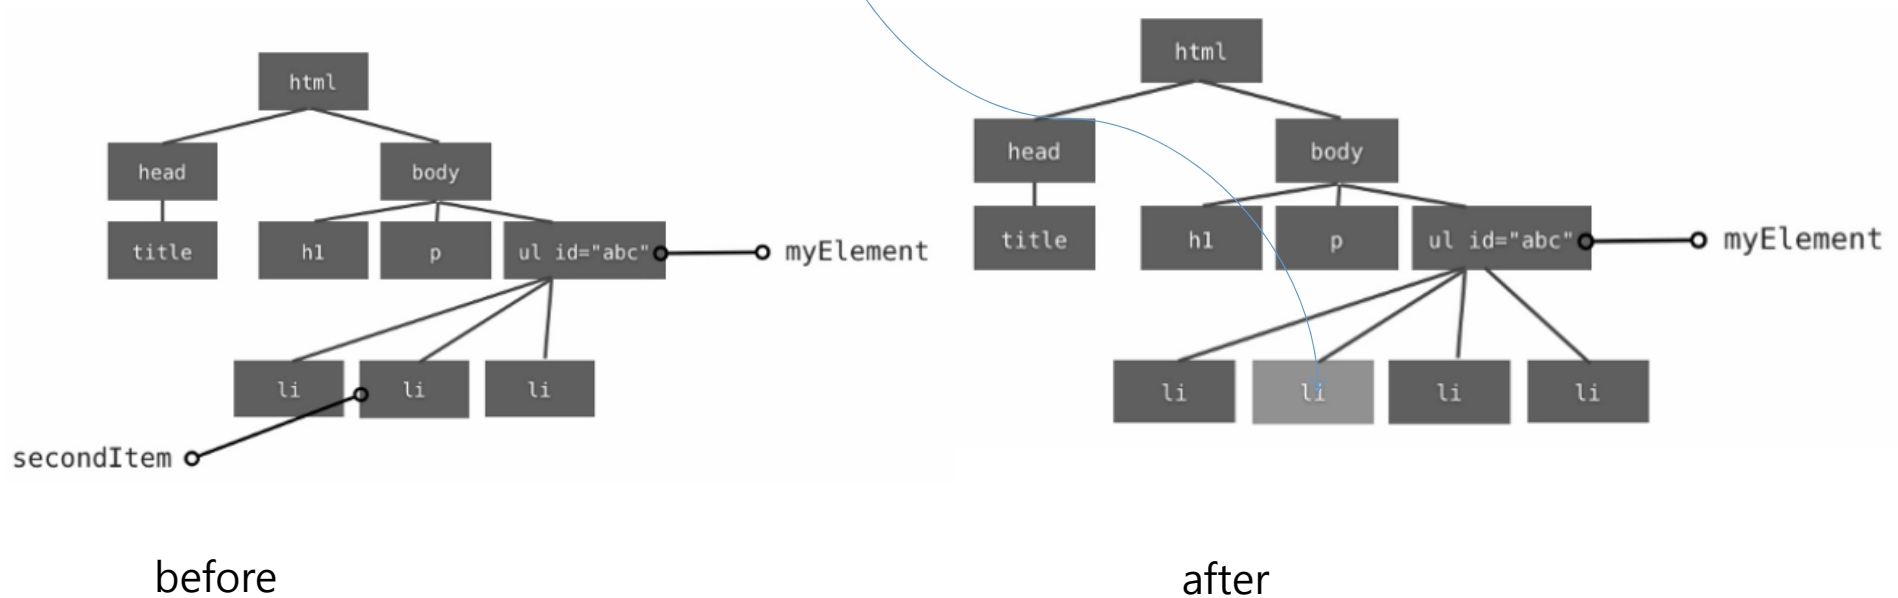 html
head
body
title
h1
p
ul id="abc"
myElement
li
li
li
secondItem
before
html
head
body
title
h1
p
ul id="abc"
myElement
li
li
li
li
after